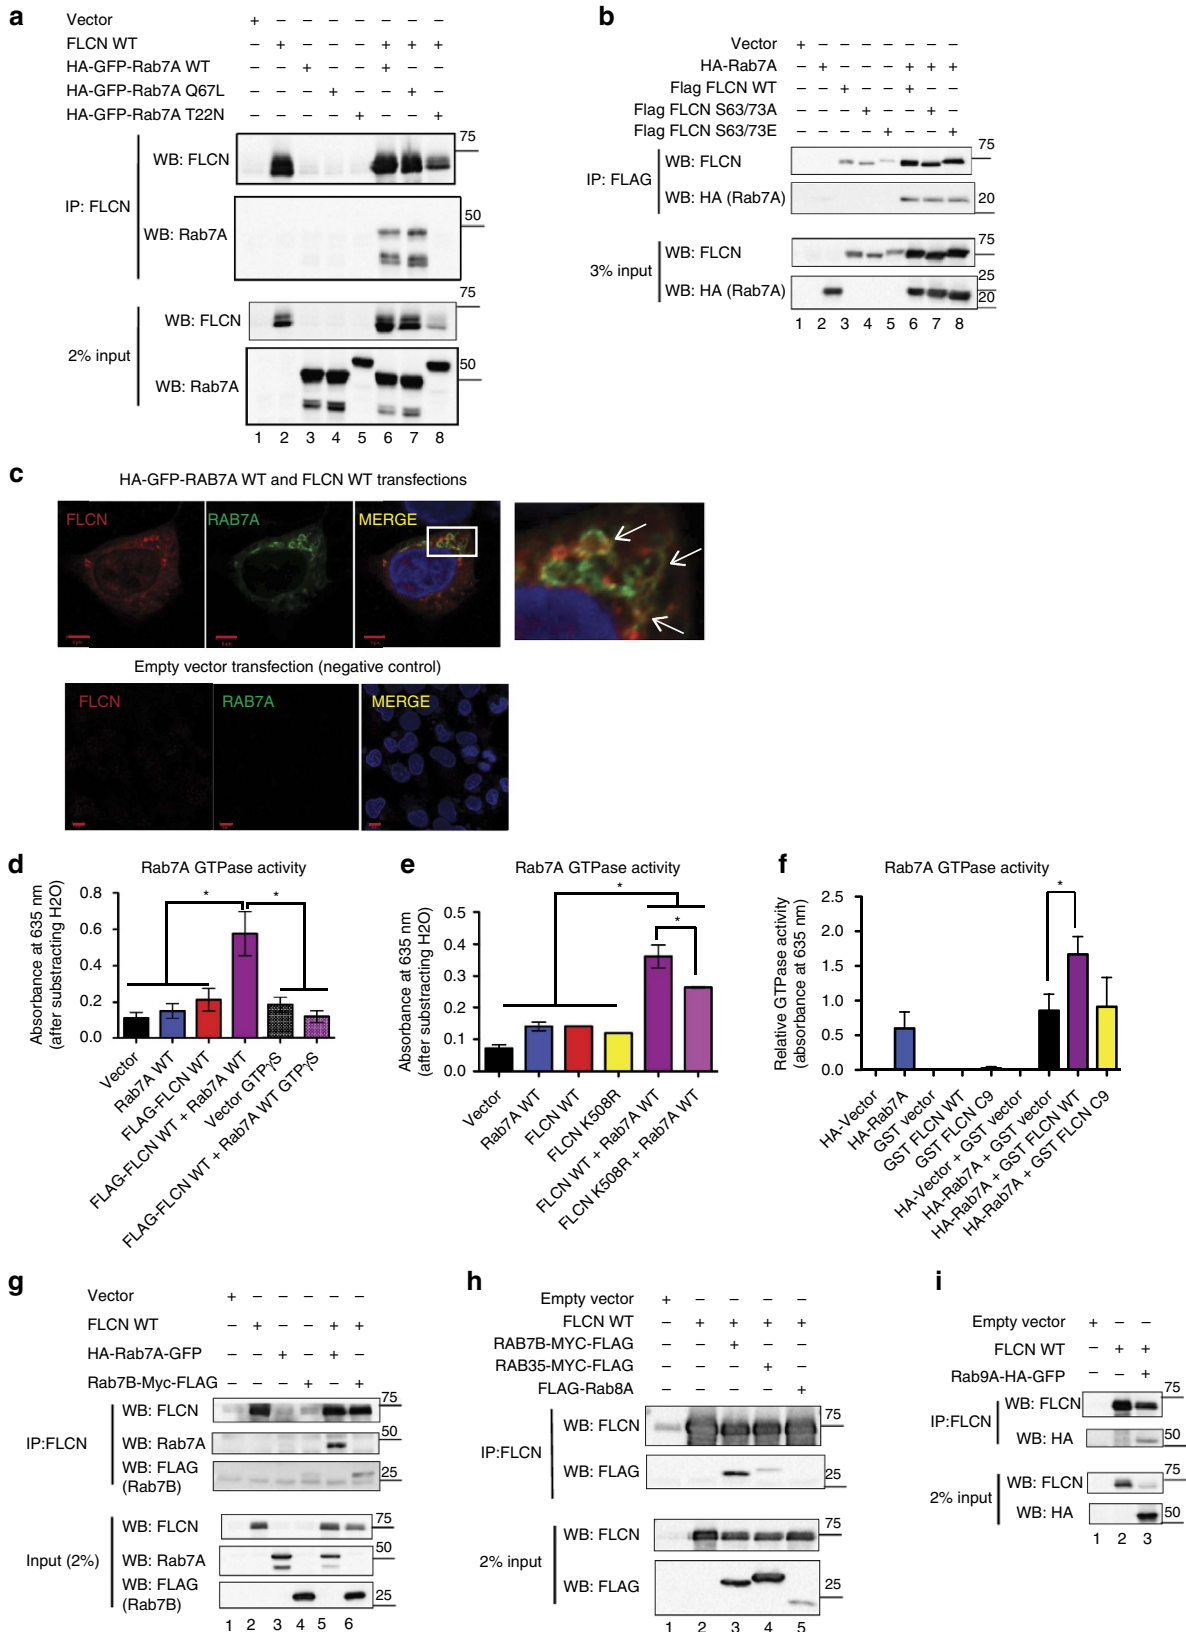 a
Vector + – – – – – – –
FLCN WT – + – – – + + +
HA-GFP-Rab7A WT – – + – – + – –
HA-GFP-Rab7A Q67L – – – + – – + –
HA-GFP-Rab7A T22N – – – – + – – +
IP: FLCN
WB: FLCN 75
WB: Rab7A 50
2% input
WB: FLCN 75
WB: Rab7A 50
1 2 3 4 5 6 7 8
b
Vector + – – – – – – –
HA-Rab7A – + – – – + + +
Flag FLCN WT – – + – – + – –
Flag FLCN S63/73A – – – + – – + –
Flag FLCN S63/73E – – – – + – – +
IP: FLAG
WB: FLCN 75
WB: HA (Rab7A) 20
3% input
WB: FLCN 75
WB: HA (Rab7A) 25 20
1 2 3 4 5 6 7 8
c
HA-GFP-RAB7A WT and FLCN WT transfections
FLCN RAB7A MERGE
Empty vector transfection (negative control)
FLCN RAB7A MERGE
d
Rab7A GTPase activity
Absorbance at 635 nm
(after substracting H2O)
0.8
0.6
0.4
0.2
0.0
* *
Vector
Rab7A WT
FLAG-FLCN WT
FLAG-FLCN WT + Rab7A WT
Vector GTPγS
FLAG-FLCN WT + Rab7A WT GTPγS
e
Rab7A GTPase activity
Absorbance at 635 nm
(after substracting H2O)
0.5
0.4
0.3
0.2
0.1
0.0
*
*
Vector
Rab7A WT
FLCN WT
FLCN K508R
FLCN WT + Rab7A WT
FLCN K508R + Rab7A WT
f
Rab7A GTPase activity
Relative GTPase activity
(absorbance at 635 nm)
2.5
2.0
1.5
1.0
0.5
0.0
*
HA-Vector
HA-Rab7A
GST vector
GST FLCN WT
GST FLCN C9
HA-Vector + GST vector
HA-Rab7A + GST vector
HA-Rab7A + GST FLCN WT
HA-Rab7A + GST FLCN C9
g
Vector + – – – – –
FLCN WT – + – – + +
HA-Rab7A-GFP – – + – + –
Rab7B-Myc-FLAG – – – + – +
IP:FLCN
WB: FLCN 75
WB: Rab7A 50
WB: FLAG
(Rab7B) 25
Input (2%)
WB: FLCN 75
WB: Rab7A 50
WB: FLAG
(Rab7B) 25
1 2 3 4 5 6
h
Empty vector + – – – –
FLCN WT – + + + +
RAB7B-MYC-FLAG – – + – –
RAB35-MYC-FLAG – – – + –
FLAG-Rab8A – – – – +
IP:FLCN
WB: FLCN 75
WB: FLAG 25
2% input
WB: FLCN 75
WB: FLAG 25
1 2 3 4 5
i
Empty vector + – –
FLCN WT – + +
Rab9A-HA-GFP – – +
IP:FLCN
WB: FLCN 75
WB: HA 50
2% input
WB: FLCN 75
WB: HA 50
1 2 3